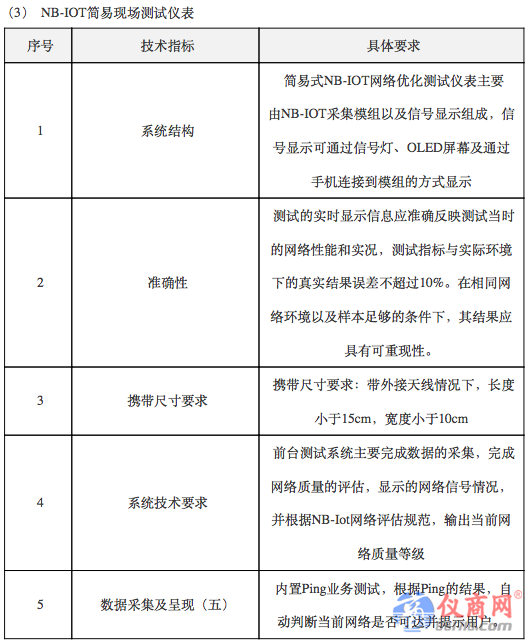 （3） NB-IOT简易现场测试仪表
序号
技术指标
具体要求
1
系统结构
简易式NB-IOT网络优化测试仪表主要
由NB-IOT采集模组以及信号显示组成，信
号显示可通过信号灯、OLED屏幕及通过
手机连接到模组的方式显示
2
准确性
测试的实时显示信息应准确反映测试当时
的网络性能和实况，测试指标与实际环境
下的真实结果误差不超过10%。在相同网
络环境以及样本足够的条件下，其结果应
具有可重现性。
3
携带尺寸要求
携带尺寸要求：带外接天线情况下，长度
小于15cm，宽度小于10cm
4
系统技术要求
前台测试系统主要完成数据的采集，完成
网络质量的评估，显示的网络信号情况，
并根据NB-Iot网络评估规范，输出当前网
络质量等级
5
数据采集及呈现（五）
内置Ping业务测试，根据Ping的结果，自
动判断当前网络是否可达并提示用户。
仪商网®